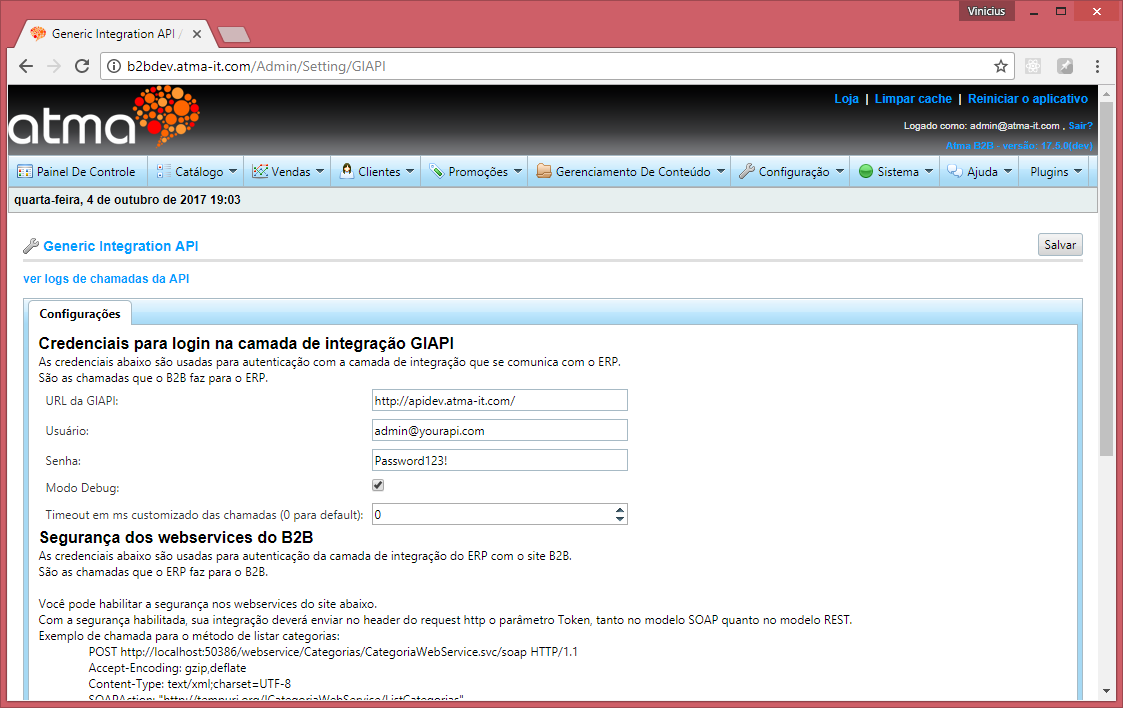 Vinicius
Generic Integration API /
b2bdev.atma-it.com/Admin/Setting/GIAPI
atma
Loja | Limpar cache | Reiniciar o aplicativo
Logado como: admin@atma-it.com , Sair?
Atma B2B - versão: 17.5.0(dev)
Painel De Controle Catálogo Vendas Clientes Promoções Gerenciamento De Conteúdo Configuração Sistema Ajuda Plugins
quarta-feira, 4 de outubro de 2017 19:03
Generic Integration API Salvar
ver logs de chamadas da API
Configurações
Credenciais para login na camada de integração GIAPI
As credenciais abaixo são usadas para autenticação com a camada de integração que se comunica com o ERP.
São as chamadas que o B2B faz para o ERP.
URL da GIAPI: http://apidev.atma-it.com/
Usuário: admin@yourapi.com
Senha: Password123!
Modo Debug:
Timeout em ms customizado das chamadas (0 para default): 0
Segurança dos webservices do B2B
As credenciais abaixo são usadas para autenticação da camada de integração do ERP com o site B2B.
São as chamadas que o ERP faz para o B2B.
Você pode habilitar a segurança nos webservices do site abaixo.
Com a segurança habilitada, sua integração deverá enviar no header do request http o parâmetro Token, tanto no modelo SOAP quanto no modelo REST.
Exemplo de chamada para o método de listar categorias:
POST http://localhost:50386/webservice/Categorias/CategoriaWebService.svc/soap HTTP/1.1
Accept-Encoding: gzip,deflate
Content-Type: text/xml;charset=UTF-8
SOAPAction: "http://tempuri.org/ICategoriaWebService/ListCategorias"